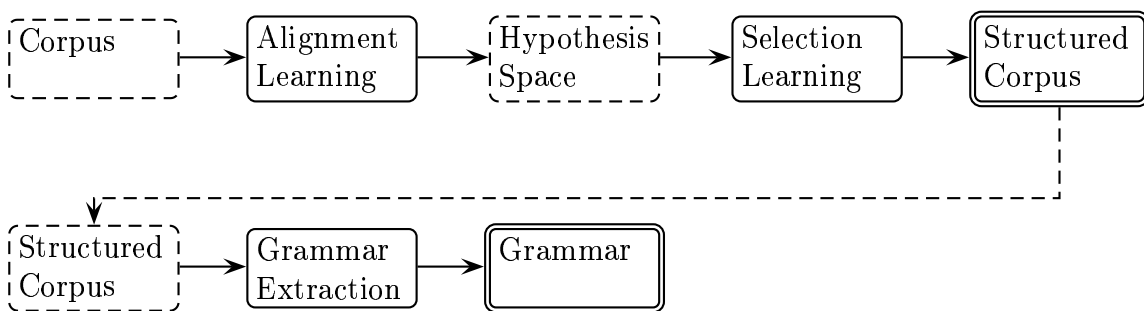 Corpus
Alignment
Learning
Hypothesis
Space
Selection
Learning
Structured
Corpus
Structured
Corpus
Grammar
Extraction
Grammar